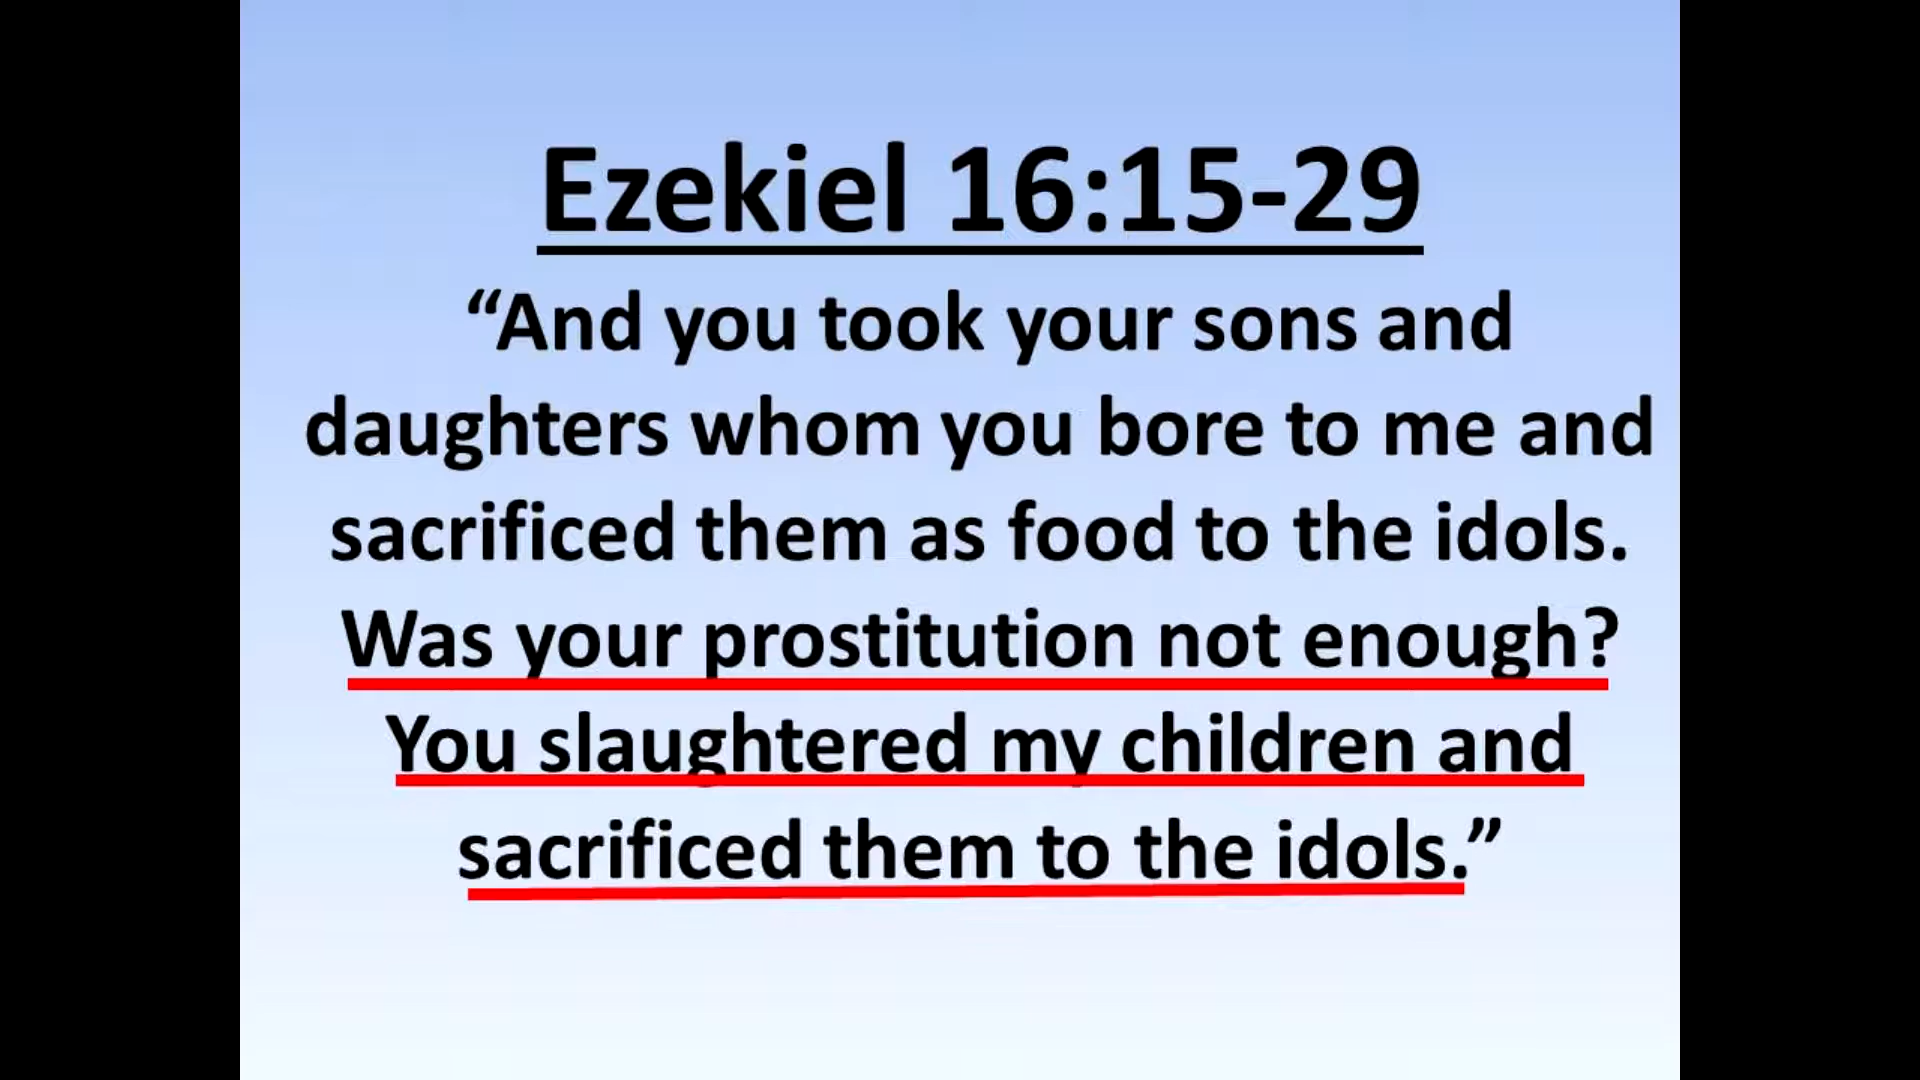 Ezekiel 16:15-29
“And you took your sons and
daughters whom you bore to me and
sacrificed them as food to the idols.
Was your prostitution not enough?
You slaughtered my children and
sacrificed them to the idols.”